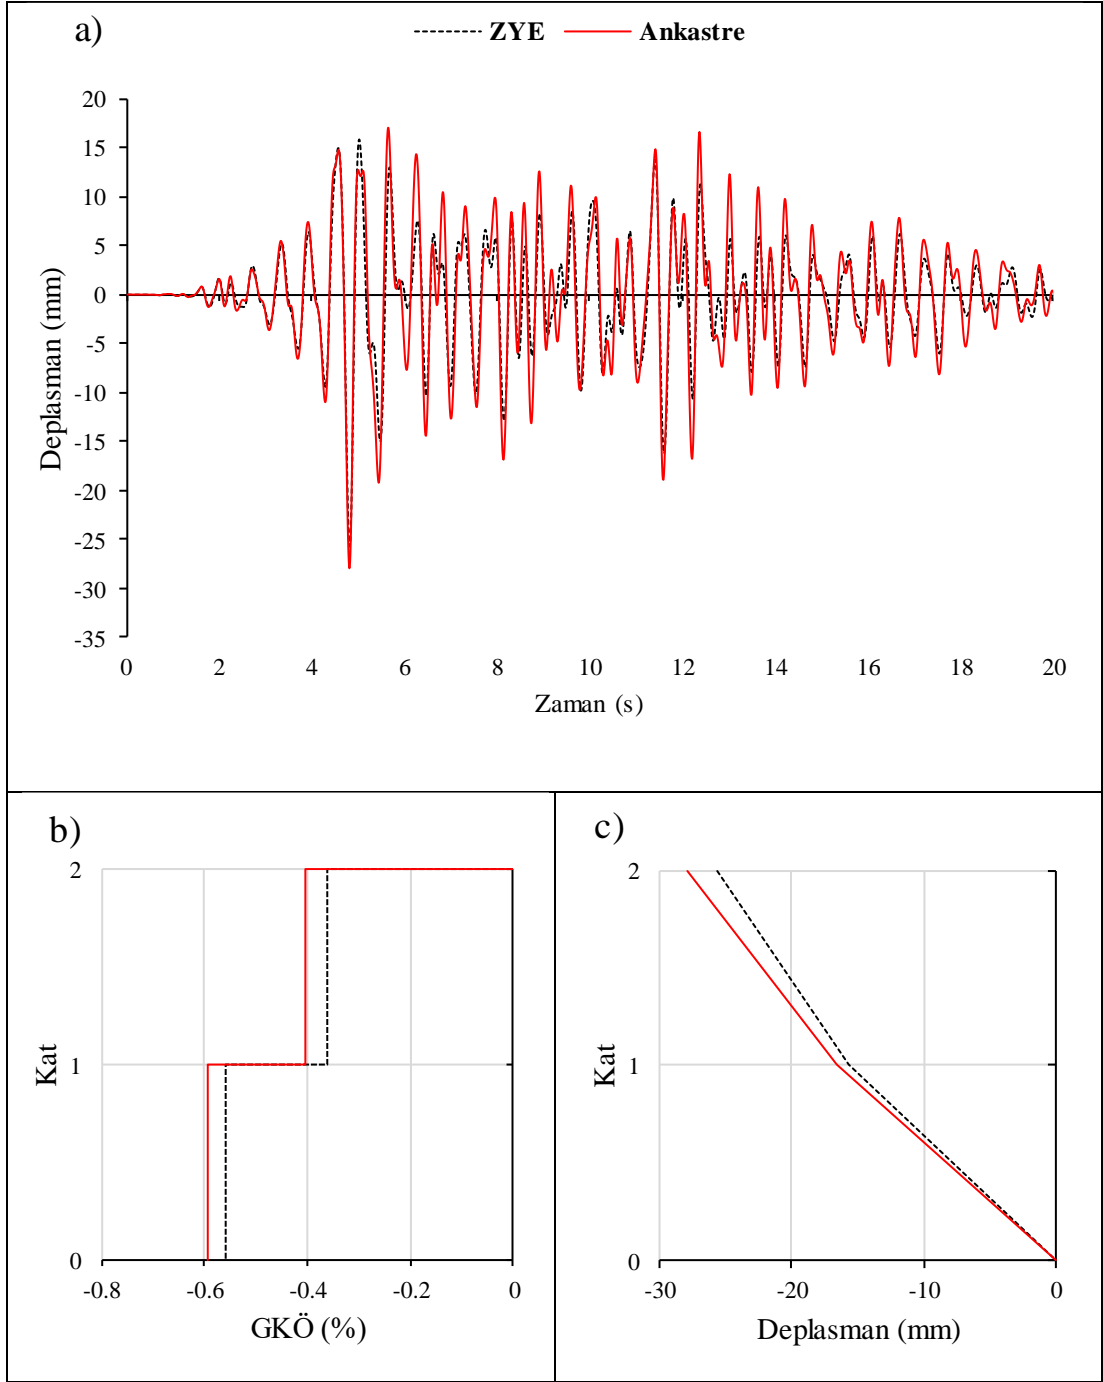 a)
ZYE Ankastre
20
15
10
5
0
-5
-10
-15
-20
-25
-30
-35
Deplasman (mm)
0 2 4 6 8 10 12 14 16 18 20
Zaman (s)
b)
2
1
0
Kat
-0.8 -0.6 -0.4 -0.2 0
GKÖ (%)
c)
2
1
0
Kat
-30 -20 -10 0
Deplasman (mm)